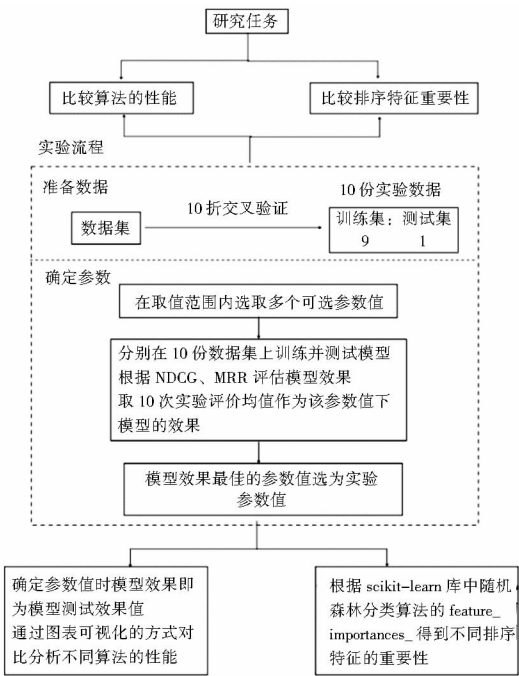 研究任务
比较算法的性能
比较排序特征重要性
实验流程
准备数据
10份实验数据
10折交叉验证
数据集
训练集：测试集
9 1
确定参数
在取值范围内选取多个可选参数值
分别在10份数据集上训练并测试模型
根据NDCG、MRR评估模型效果
取10次实验评价均值作为该参数值下
模型的效果
模型效果最佳的参数值选为实验
参数值
确定参数值时模型效果即
为模型测试效果值
通过图表可视化的方式对
比分析不同算法的性能
根据scikit-learn库中随机
森林分类算法的feature_
importances_得到不同排序
特征的重要性